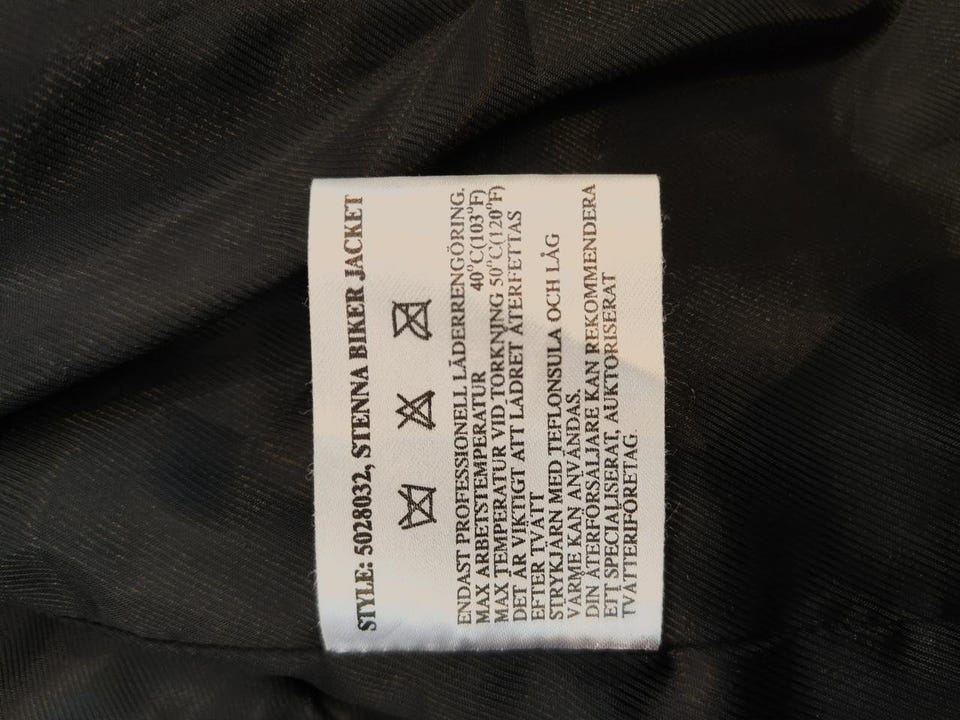 STYLE: 5028032, STENNA BIKER JACKET
ENDAST PROFESSIONELL LÄDERRENGÖRING.
MAX ARBETSTEMPERATUR 40°C(103°F)
MAX TEMPERATUR VID TORKNING 50°C(120°F)
DET ÄR VIKTIGT ATT LÄDRET ÅTERFETTAS
EFTER TVÄTT
STRYKJÄRN MED TEFLONSULA OCH LÅG
VÄRME KAN ANVÄNDAS.
DIN ÅTERFÖRSÄLJARE KAN REKOMMENDERA
ETT SPECIALISERAT, AUKTORISERAT
TVÄTTERIFÖRETAG.